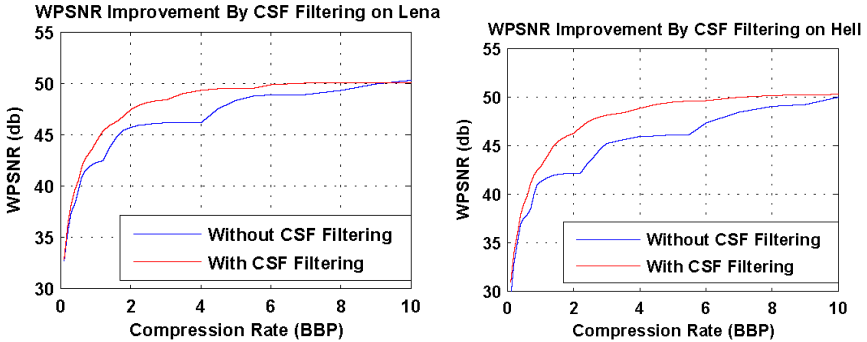 WPSNR Improvement By CSF Filtering on Lena
55
50
45
40
35
30
WPSNR (db)
0 2 4 6 8 10
Compression Rate (BBP)
Without CSF Filtering
With CSF Filtering
WPSNR Improvement By CSF Filtering on Hell
55
50
45
40
35
30
WPSNR (db)
0 2 4 6 8 10
Compression Rate (BBP)
Without CSF Filtering
With CSF Filtering